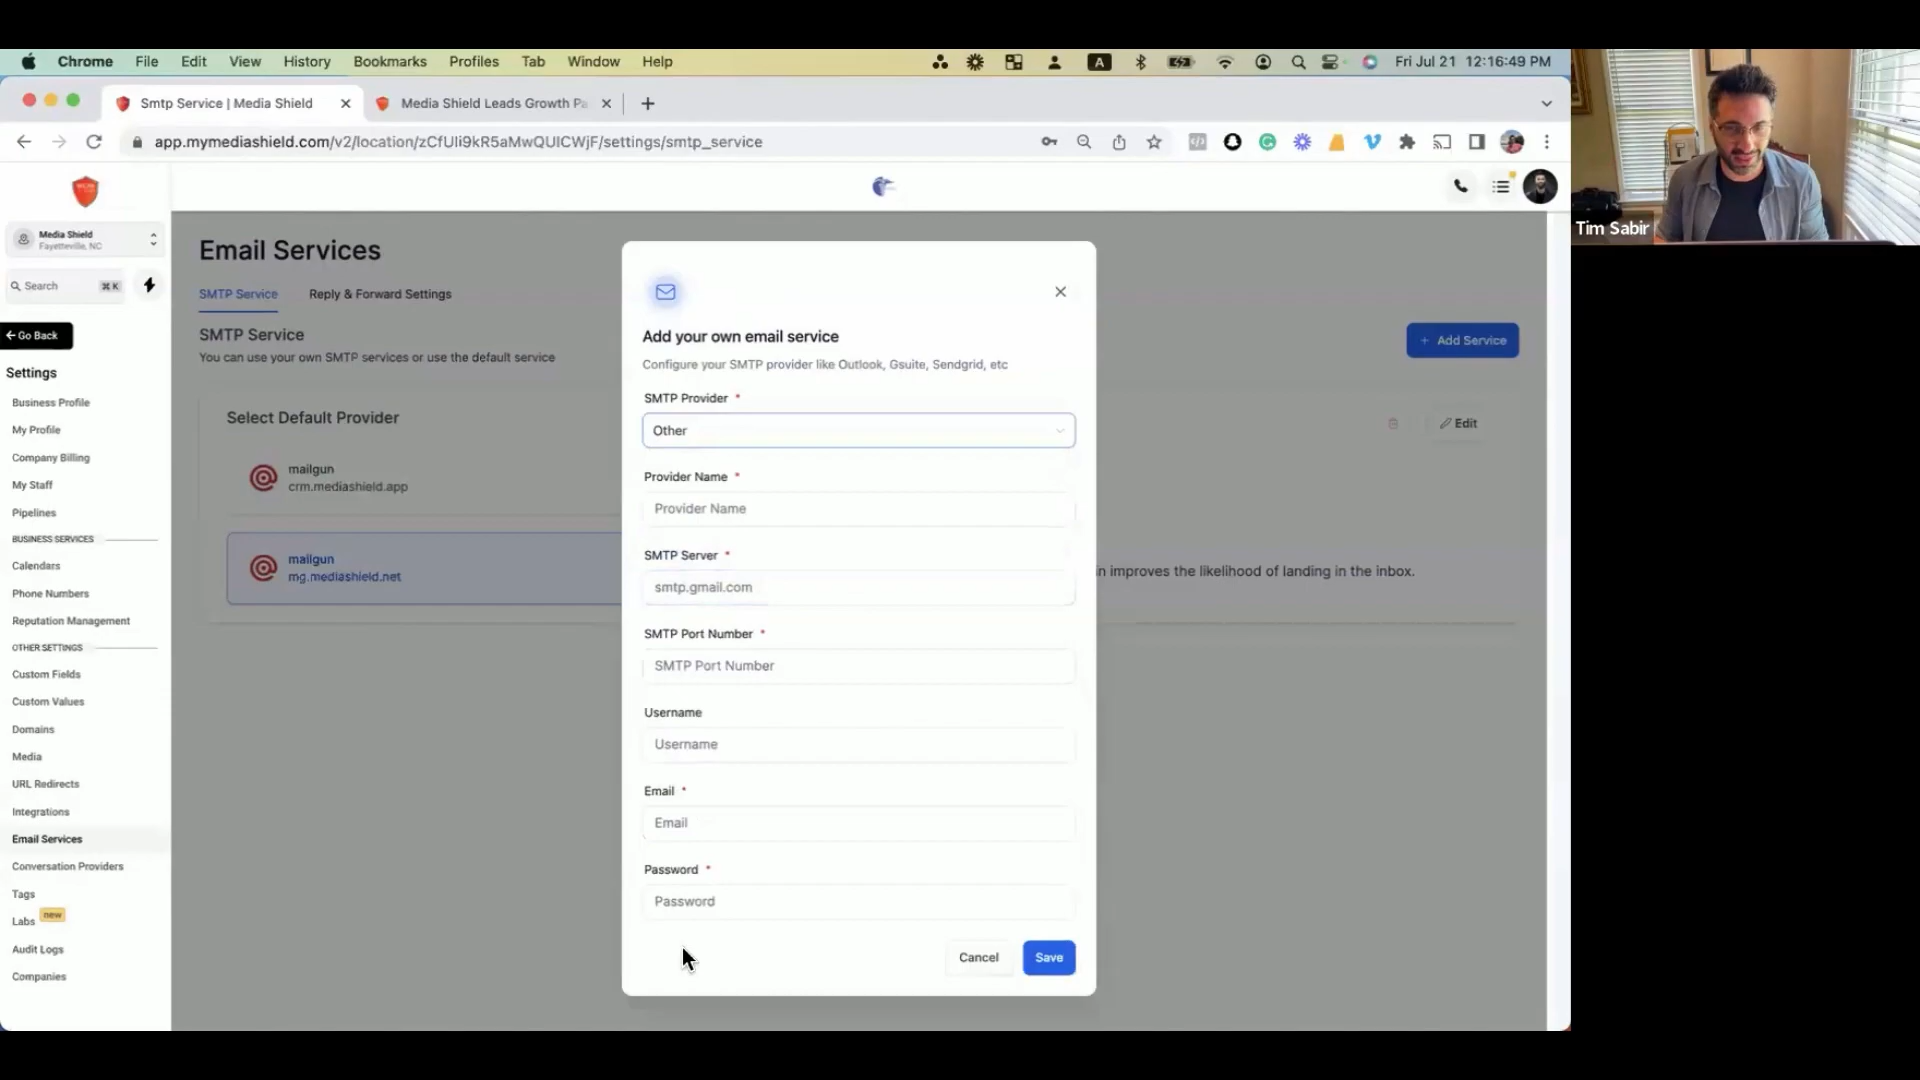 Chrome File Edit View History Bookmarks Profiles Tab Window Help
A
Fri Jul 21 12:16:49 PM
Smtp Service | Media Shield
Media Shield Leads Growth Pa
app.mymediashield.com/v2/location/zCfUli9kR5aMwQUICWjF/settings/smtp_service
Tim Sabir
Media Shield
Fayetteville, NC
Search ⌘ K
Go Back
Settings
Business Profile
My Profile
Company Billing
My Staff
Pipelines
BUSINESS SERVICES
Calendars
Phone Numbers
Reputation Management
OTHER SETTINGS
Custom Fields
Custom Values
Domains
Media
URL Redirects
Integrations
Email Services
Conversation Providers
Tags
Labs new
Audit Logs
Companies
Email Services
SMTP Service Reply & Forward Settings
SMTP Service
You can use your own SMTP services or use the default service
+ Add Service
Select Default Provider
Edit
mailgun
crm.mediashield.app
mailgun
mg.mediashield.net
in improves the likelihood of landing in the inbox.
Add your own email service
Configure your SMTP provider like Outlook, Gsuite, Sendgrid, etc
SMTP Provider *
Other
Provider Name *
Provider Name
SMTP Server *
smtp.gmail.com
SMTP Port Number *
SMTP Port Number
Username
Username
Email *
Email
Password *
Password
Cancel Save